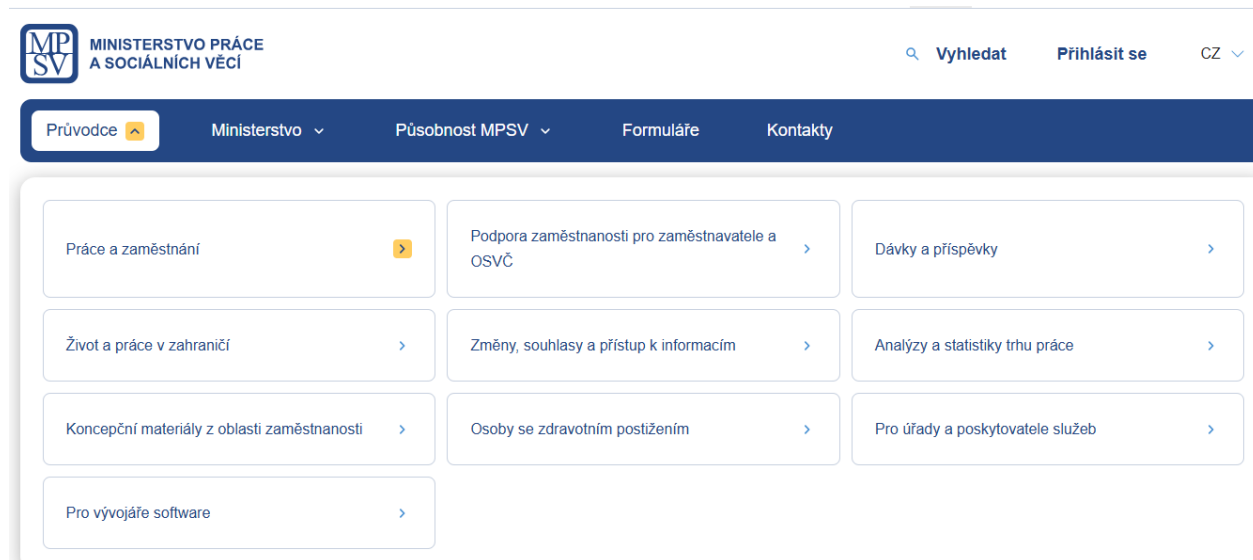 MP
SV
MINISTERSTVO PRÁCE
A SOCIÁLNÍCH VĚCÍ
Vyhledat
Přihlásit se
CZ
Průvodce
Ministerstvo
Působnost MPSV
Formuláře
Kontakty
Práce a zaměstnání
Podpora zaměstnanosti pro zaměstnavatele a
OSVČ
Dávky a příspěvky
Život a práce v zahraničí
Změny, souhlasy a přístup k informacím
Analýzy a statistiky trhu práce
Koncepční materiály z oblasti zaměstnanosti
Osoby se zdravotním postižením
Pro úřady a poskytovatele služeb
Pro vývojáře software